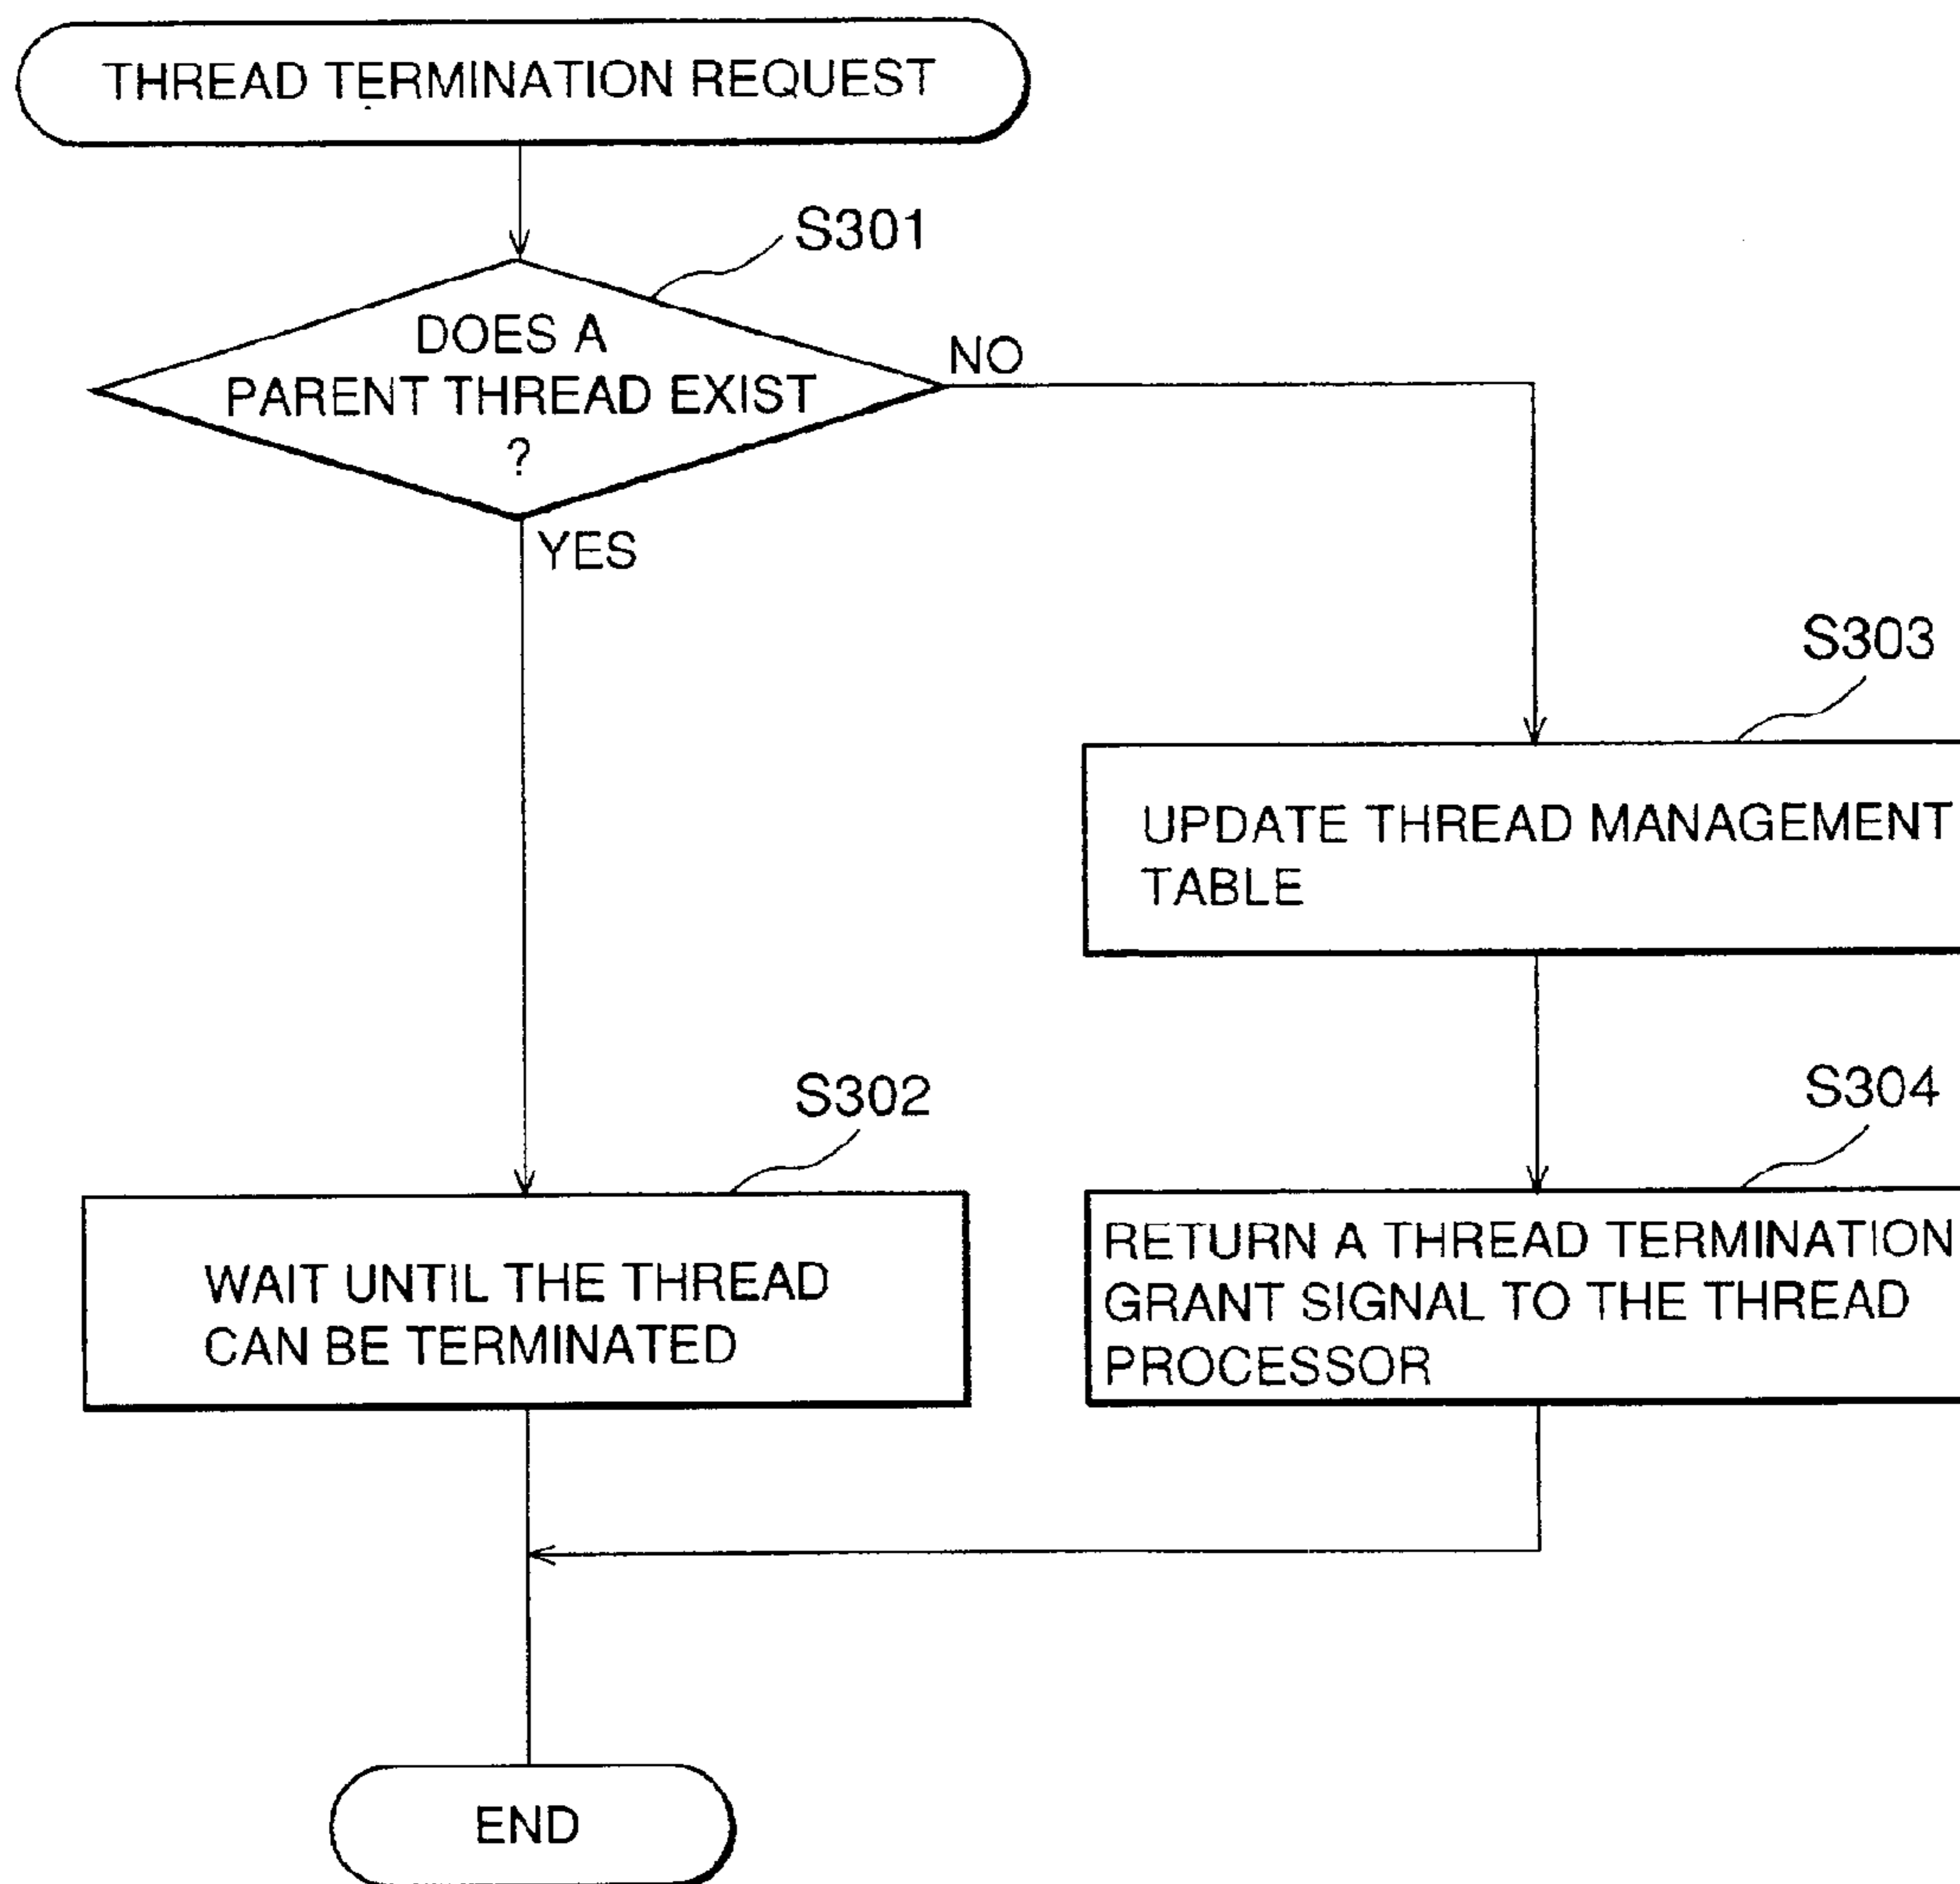 THREAD TERMINATION REQUEST
S301
DOES A
PARENT THREAD EXIST
?
NO
YES
S303
UPDATE THREAD MANAGEMENT
TABLE
S302
WAIT UNTIL THE THREAD
CAN BE TERMINATED
S304
RETURN A THREAD TERMINATION
GRANT SIGNAL TO THE THREAD
PROCESSOR
END